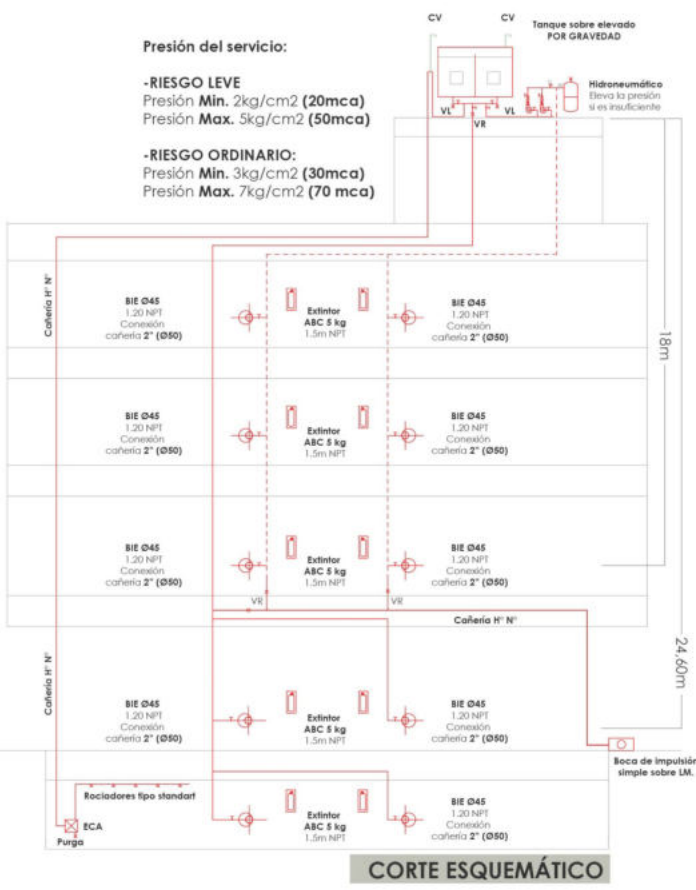 CV
CV
Tanque sobre elevado
POR GRAVEDAD
Presión del servicio:
-RIESGO LEVE
Presión Min. 2kg/cm2 (20mca)
Presión Max. 5kg/cm2 (50mca)
-RIESGO ORDINARIO:
Presión Min. 3kg/cm2 (30mca)
Presión Max. 7kg/cm2 (70 mca)
Hidroneumático
Eleva la presión
si es insuficiente
VL
VL
VR
Cañería H° N°
BIE Ø45
1.20 NPT
Conexión
cañería 2" (Ø50)
Extintor
ABC 5 kg
1.5m NPT
BIE Ø45
1.20 NPT
Conexión
cañería 2" (Ø50)
18m
BIE Ø45
1.20 NPT
Conexión
cañería 2" (Ø50)
Extintor
ABC 5 kg
1.5m NPT
BIE Ø45
1.20 NPT
Conexión
cañería 2" (Ø50)
BIE Ø45
1.20 NPT
Conexión
cañería 2" (Ø50)
Extintor
ABC 5 kg
1.5m NPT
BIE Ø45
1.20 NPT
Conexión
cañería 2" (Ø50)
VR
VR
Cañería H° N°
24,60m
Cañería H° N°
BIE Ø45
1.20 NPT
Conexión
cañería 2" (Ø50)
Extintor
ABC 5 kg
1.5m NPT
BIE Ø45
1.20 NPT
Conexión
cañería 2" (Ø50)
Boca de impulsión
simple sobre LM.
Rociadores tipo standart
ECA
Purga
Extintor
ABC 5 kg
1.5m NPT
BIE Ø45
1.20 NPT
Conexión
cañería 2" (Ø50)
CORTE ESQUEMÁTICO